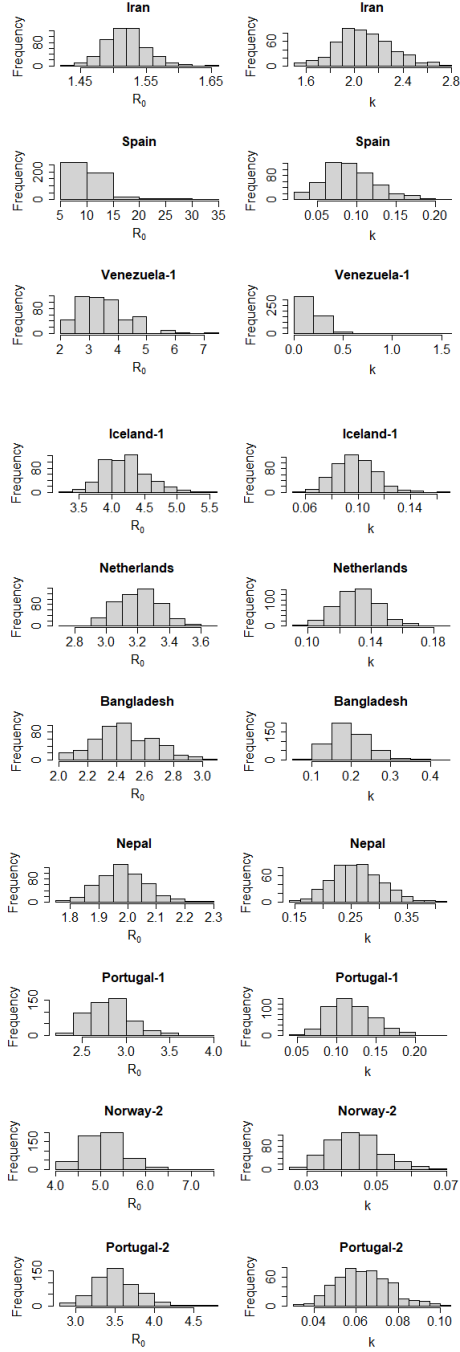 Iran Iran
Frequency 0 80 Frequency 0 60
1.45 1.55 1.65 1.6 2.0 2.4 2.8
R0 k
Spain Spain
Frequency 0 200 Frequency 0 80
5 10 15 20 25 30 35 0.05 0.10 0.15 0.20
R0 k
Venezuela-1 Venezuela-1
Frequency 0 80 Frequency 0 250
2 3 4 5 6 7 0.0 0.5 1.0 1.5
R0 k
Iceland-1 Iceland-1
Frequency 0 80 Frequency 0 80
3.5 4.0 4.5 5.0 5.5 0.06 0.10 0.14
R0 k
Netherlands Netherlands
Frequency 0 80 Frequency 0 100
2.8 3.0 3.2 3.4 3.6 0.10 0.14 0.18
R0 k
Bangladesh Bangladesh
Frequency 0 80 Frequency 0 150
2.0 2.2 2.4 2.6 2.8 3.0 0.1 0.2 0.3 0.4
R0 k
Nepal Nepal
Frequency 0 80 Frequency 0 60
1.8 1.9 2.0 2.1 2.2 2.3 0.15 0.25 0.35
R0 k
Portugal-1 Portugal-1
Frequency 0 150 Frequency 0 100
2.5 3.0 3.5 4.0 0.05 0.10 0.15 0.20
R0 k
Norway-2 Norway-2
Frequency 0 150 Frequency 0 80
4.0 5.0 6.0 7.0 0.03 0.05 0.07
R0 k
Portugal-2 Portugal-2
Frequency 0 150 Frequency 0 60
3.0 3.5 4.0 4.5 0.04 0.06 0.08 0.10
R0 k